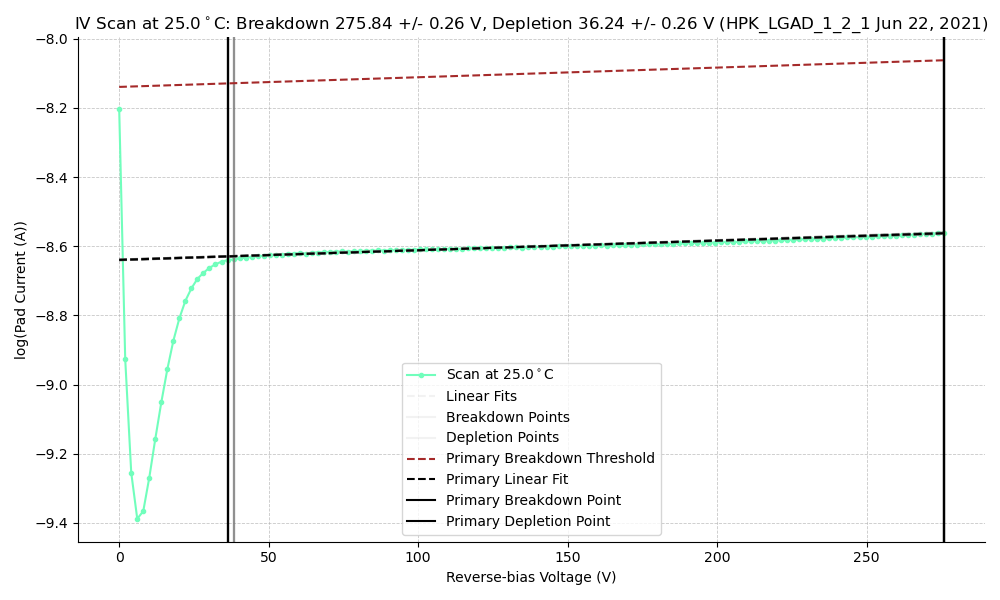 IV Scan at 25.0°C: Breakdown 275.84 +/- 0.26 V, Depletion 36.24 +/- 0.26 V (HPK_LGAD_1_2_1 Jun 22, 2021)
−8.0
−8.2
−8.4
−8.6
−8.8
−9.0
−9.2
−9.4
log(Pad Current (A))
Scan at 25.0°C
Linear Fits
Breakdown Points
Depletion Points
Primary Breakdown Threshold
Primary Linear Fit
Primary Breakdown Point
Primary Depletion Point
0 50 100 150 200 250
Reverse-bias Voltage (V)